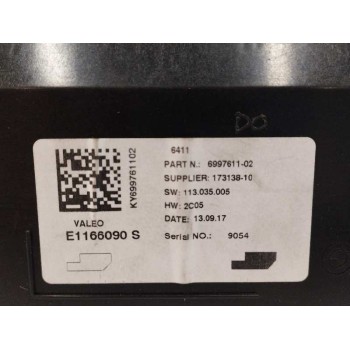 DO
6411
PART N.: 6997611-02
SUPPLIER: 173138-10
SW: 113.035.005
HW: 2C05
DATE: 13.09.17
Serial NO.: 9054
KY699761102
VALEO
E1166090 S